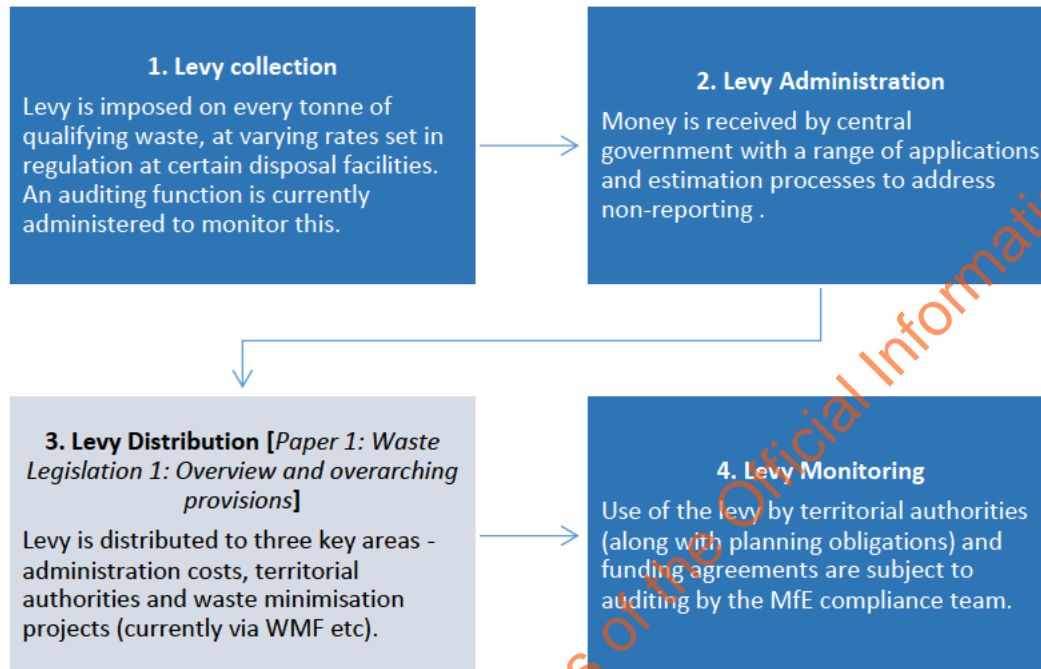 1. Levy collection
Levy is imposed on every tonne of
qualifying waste, at varying rates set in
regulation at certain disposal facilities.
An auditing function is currently
administered to monitor this.
2. Levy Administration
Money is received by central
government with a range of applications
and estimation processes to address
non-reporting .
3. Levy Distribution [Paper 1: Waste
Legislation 1: Overview and overarching
provisions]
Levy is distributed to three key areas -
administration costs, territorial
authorities and waste minimisation
projects (currently via WMF etc).
4. Levy Monitoring
Use of the levy by territorial authorities
(along with planning obligations) and
funding agreements are subject to
auditing by the MfE compliance team.
of the Official